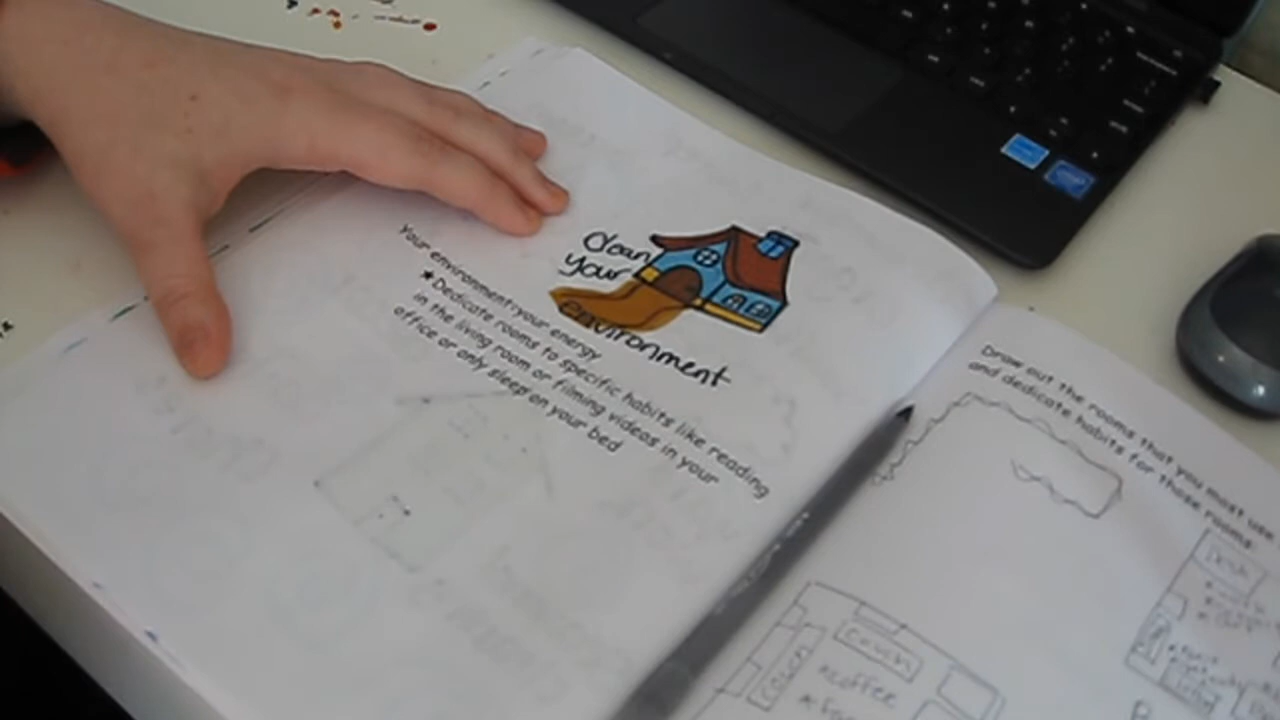 Clean
your
environment
Your environment=your energy
★Dedicate rooms to specific habits like reading
in the living room or filming videos in your
office or only sleep on your bed
Draw out the rooms that you most use
and dedicate habits for those rooms:
couch
couch
*coffee